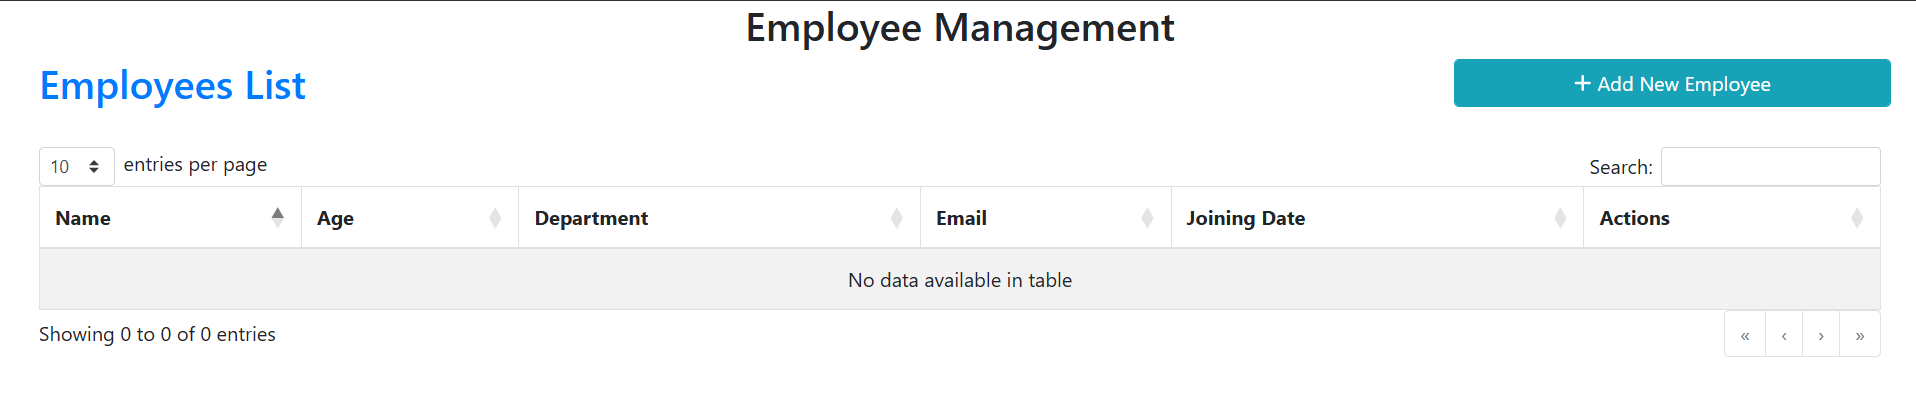 Employee Management
Employees List
+ Add New Employee
10 entries per page
Search:
Name Age Department Email Joining Date Actions
No data available in table
Showing 0 to 0 of 0 entries
« ‹ › »